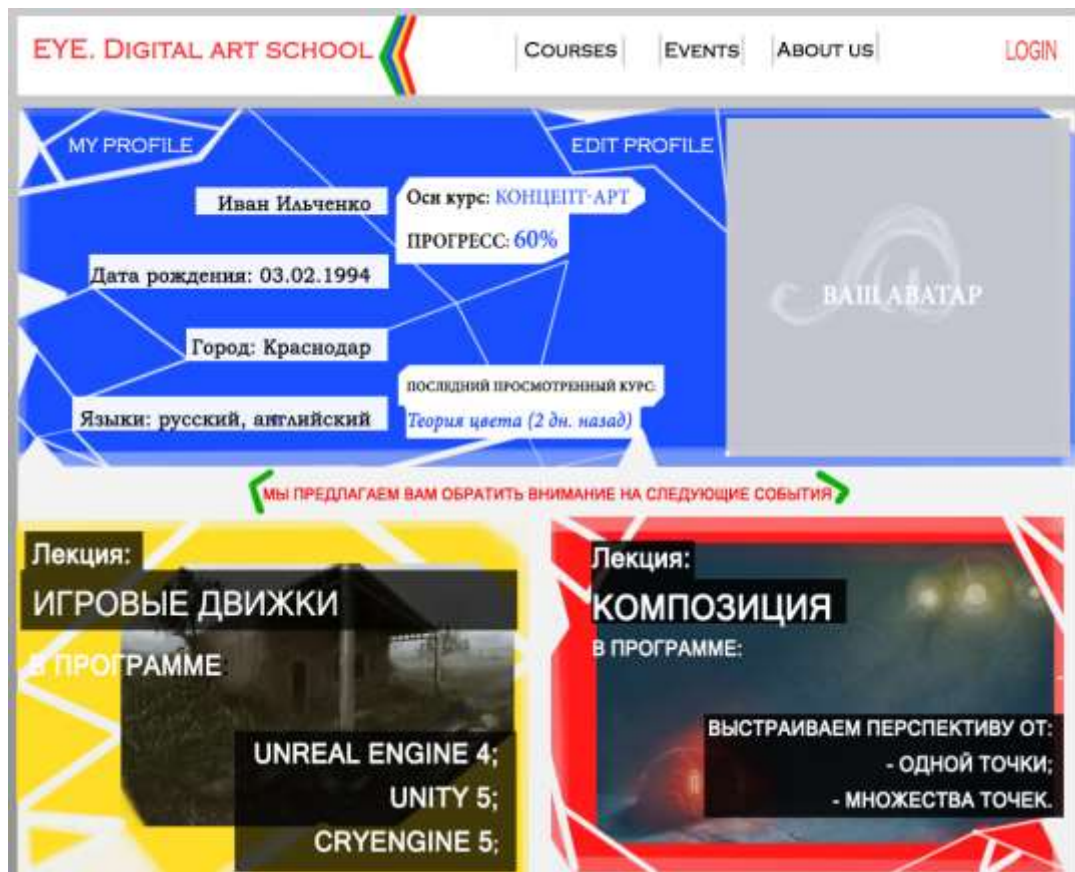 EYE. DIGITAL ART SCHOOL
COURSES
EVENTS
ABOUT US
LOGIN
MY PROFILE
EDIT PROFILE
Иван Ильченко
Дата рождения: 03.02.1994
Город: Краснодар
Языки: русский, английский
Осн курс: КОНЦЕПТ-АРТ
ПРОГРЕСС: 60%
ПОСЛЕДНИЙ ПРОСМОТРЕННЫЙ КУРС:
Теория цвета (2 дн. назад)
ВАШ АВАТАР
МЫ ПРЕДЛАГАЕМ ВАМ ОБРАТИТЬ ВНИМАНИЕ НА СЛЕДУЮЩИЕ СОБЫТИЯ
Лекция:
ИГРОВЫЕ ДВИЖКИ
В ПРОГРАММЕ:
UNREAL ENGINE 4;
UNITY 5;
CRYENGINE 5;
Лекция:
КОМПОЗИЦИЯ
В ПРОГРАММЕ:
ВЫСТРАИВАЕМ ПЕРСПЕКТИВУ ОТ:
- ОДНОЙ ТОЧКИ;
- МНОЖЕСТВА ТОЧЕК.